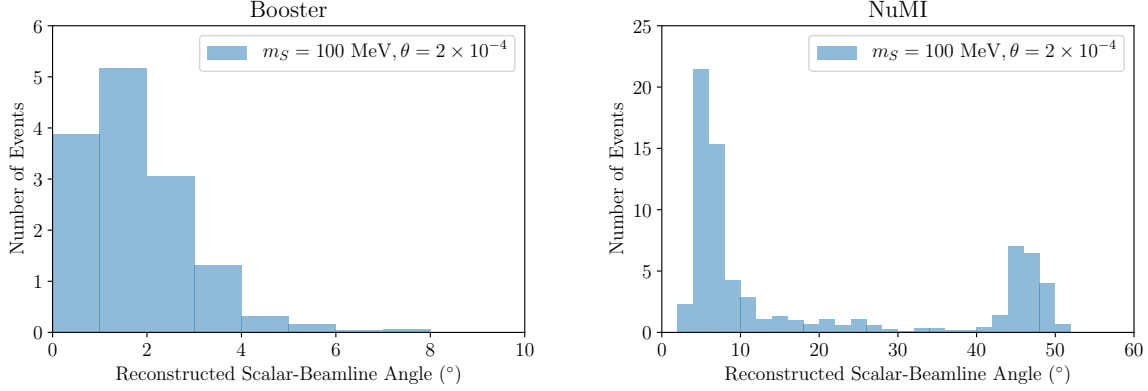 Booster
m_S = 100 MeV, θ = 2 × 10⁻⁴
Number of Events
6
5
4
3
2
1
0
0 2 4 6 8 10
Reconstructed Scalar-Beamline Angle (°)
NuMI
m_S = 100 MeV, θ = 2 × 10⁻⁴
Number of Events
25
20
15
10
5
0
0 10 20 30 40 50 60
Reconstructed Scalar-Beamline Angle (°)